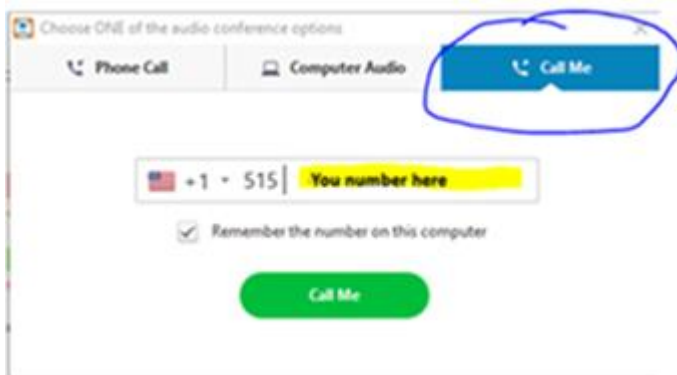 Choose ONE of the audio conference options
Phone Call Computer Audio Call Me
+1 515 You number here
Remember the number on this computer
Call Me